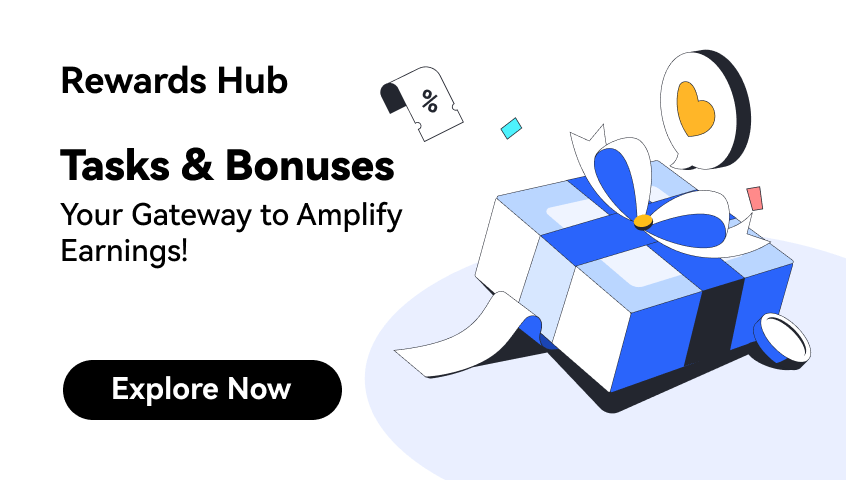 Rewards Hub
%
Tasks & Bonuses
Your Gateway to Amplify
Earnings!
Explore Now